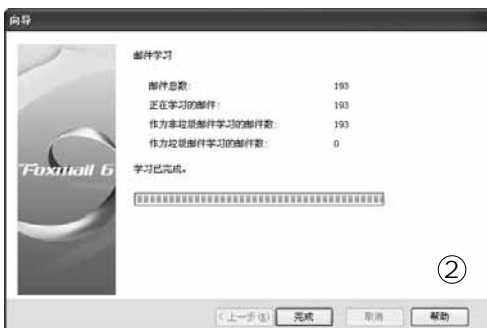 向导
邮件学习
邮件总数: 193
正在学习的邮件: 193
作为非垃圾邮件学习的邮件数: 193
作为垃圾邮件学习的邮件数: 0
Foxmail 6
学习已完成。
②
<上一步(B) 完成 取消 帮助